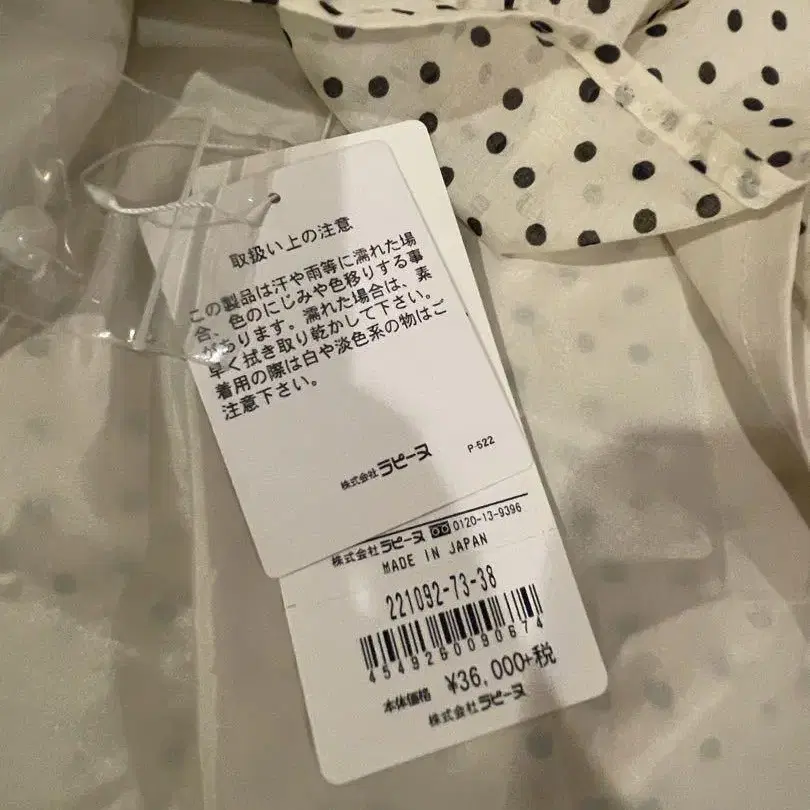 取扱い上の注意
この製品は汗や雨等に濡れた場
合、色のにじみや色移りする事
があります。濡れた場合は、素
早く拭き取り乾かして下さい。
着用の際は白や淡色系の物はご
注意下さい。
株式会社ラピーヌ P-522
株式会社ラピーヌ 0120-13-9396
MADE IN JAPAN
221092-73-38
4549260090674
本体価格 ¥36,000+税
株式会社ラピーヌ